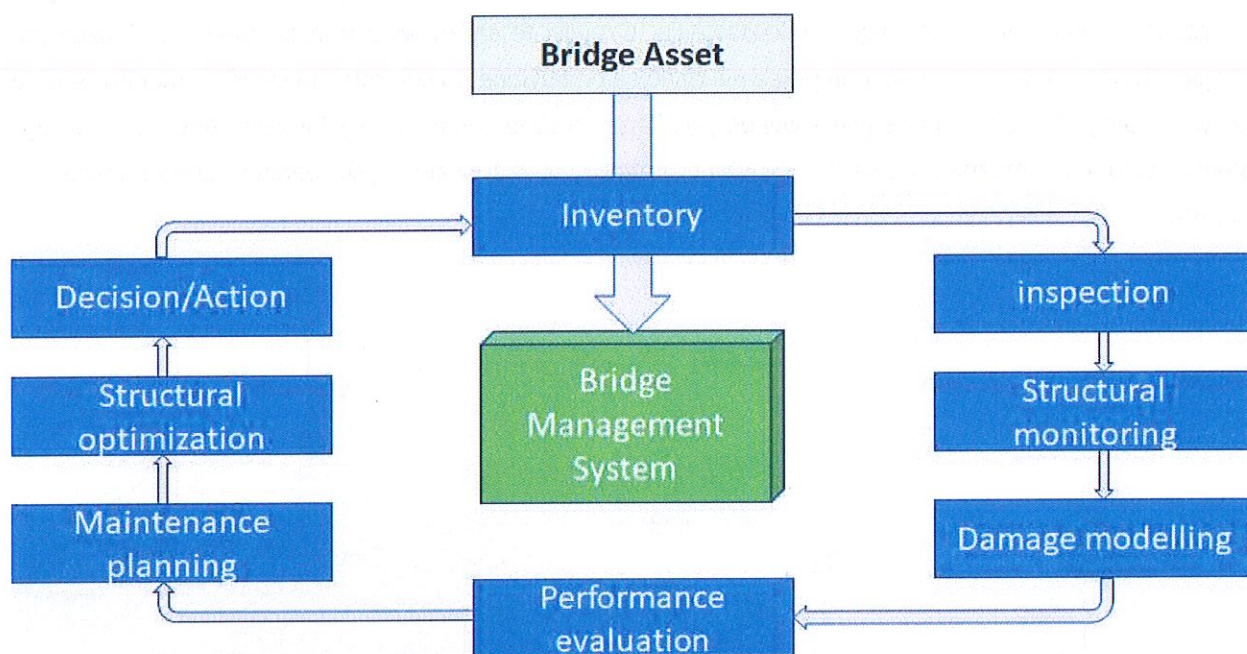 Bridge Asset
Inventory
Decision/Action
inspection
Structural
optimization
Bridge
Management
System
Structural
monitoring
Maintenance
planning
Damage modelling
Performance
evaluation